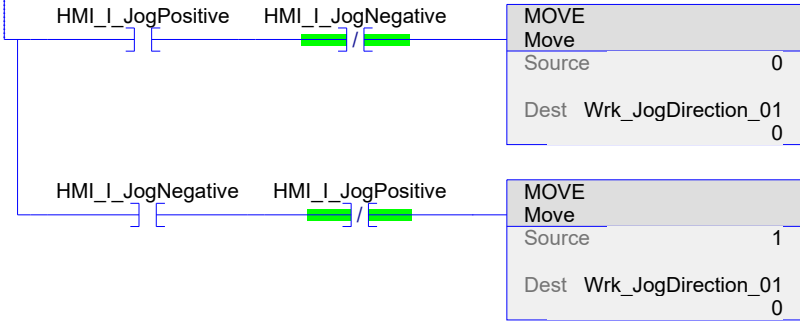 HMI_I_JogPositive HMI_I_JogNegative MOVE
/ Move
Source 0
Dest Wrk_JogDirection_01
0
HMI_I_JogNegative HMI_I_JogPositive MOVE
/ Move
Source 1
Dest Wrk_JogDirection_01
0